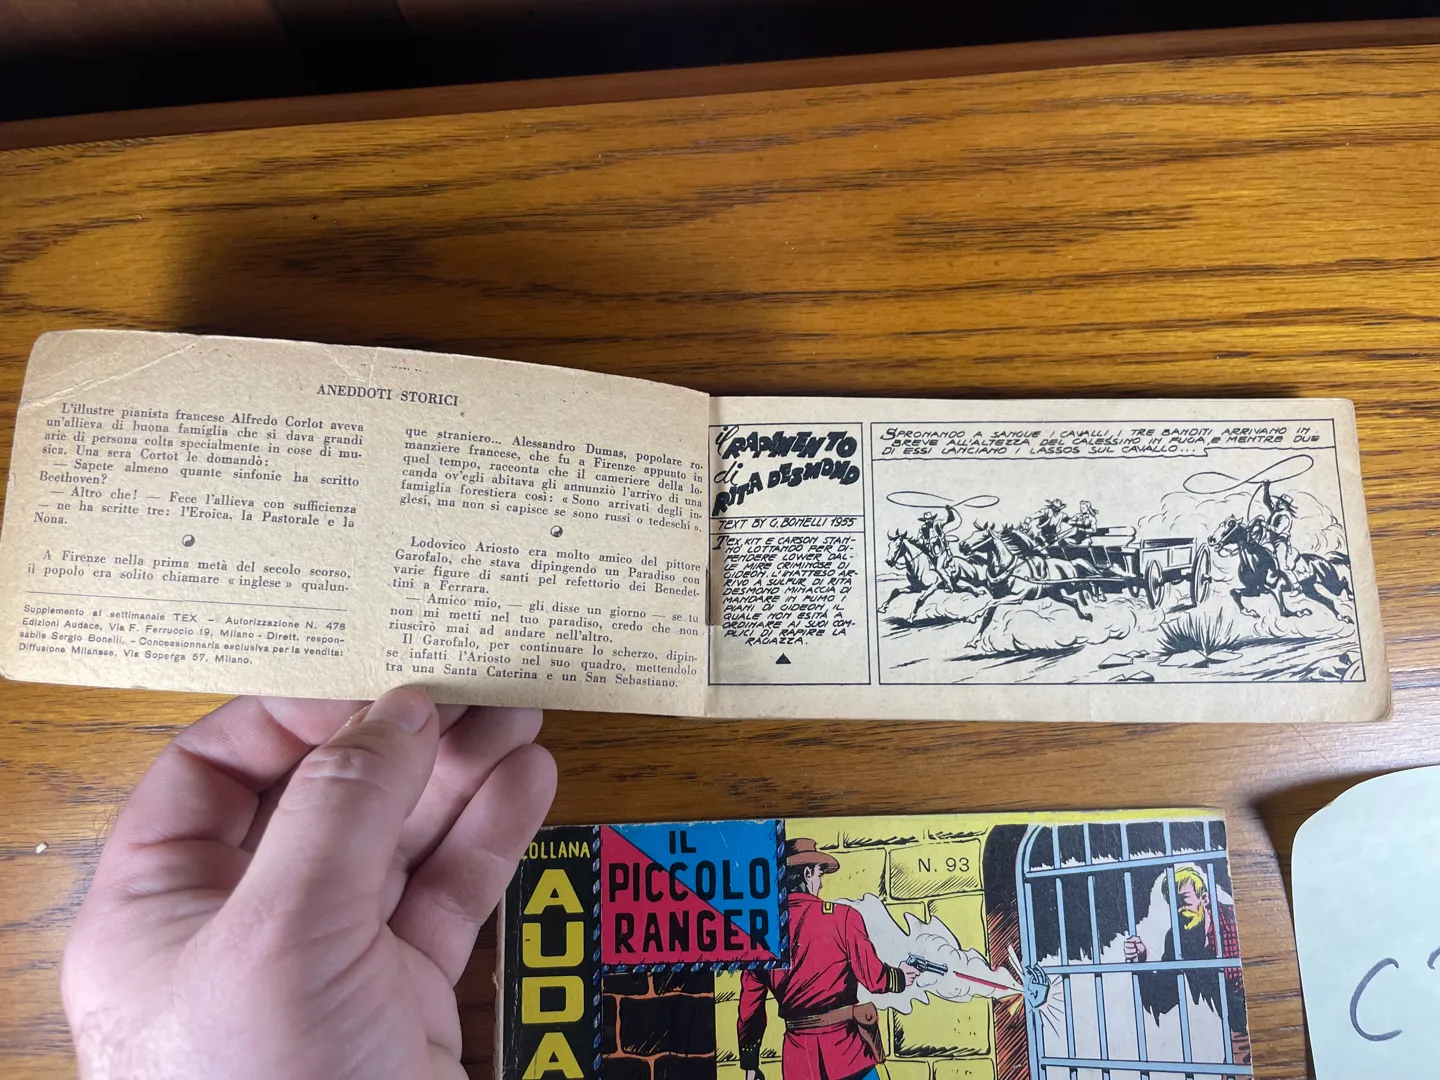 ANEDDOTI STORICI
L'illustre pianista francese Alfredo Corlot aveva
un'allieva di buona famiglia che si dava grandi
arie di persona colta specialmente in cose di mu-
sica. Una sera Cortot le domandò:
— Sapete almeno quante sinfonie ha scritto
Beethoven?
— Altro che! — Fece l'allieva con sufficienza
— ne ha scritte tre: l'Eroica, la Pastorale e la
Nona.
A Firenze nella prima metà del secolo scorso,
il popolo era solito chiamare « inglese » qualun-
Supplemento al settimanale TEX – Autorizzazione N. 478
Edizioni Audace, Via F. Ferruccio 19, Milano - Dirett. respon-
sabile Sergio Bonelli. - Concessionaria esclusiva per la vendita:
Diffusione Milanese, Via Soperga 57, Milano.
que straniero... Alessandro Dumas, popolare ro-
manziere francese, che fu a Firenze appunto in
quel tempo, racconta che il cameriere della lo-
canda ov'egli abitava gli annunziò l'arrivo di una
famiglia forestiera così: « Sono arrivati degli in-
glesi, ma non si capisce se sono russi o tedeschi ».
Lodovico Ariosto era molto amico del pittore
Garofalo, che stava dipingendo un Paradiso con
varie figure di santi pel refettorio dei Benedet-
tini a Ferrara.
— Amico mio, — gli disse un giorno — se tu
non mi metti nel tuo paradiso, credo che non
riuscirò mai ad andare nell'altro.
Il Garofalo, per continuare lo scherzo, dipin-
se infatti l'Ariosto nel suo quadro, mettendolo
tra una Santa Caterina e un San Sebastiano.
il RAPIMENTO
di
RITA DESMOND
TEXT BY G. BONELLI 1955
TEX, KIT E CARSON STAN-
NO LOTTANDO PER DI-
FENDERE LOWER DAL-
LE MIRE CRIMINOSE DI
GIDEON. L'INATTESO AR-
RIVO A SULPUR DI RITA
DESMOND MINACCIA DI
MANDARE IN FUMO I
PIANI DI GIDEON, IL
QUALE NON ESITA A
ORDINARE AI SUOI COM-
PLICI DI RAPIRE LA
RAGAZZA.
SPRONANDO A SANGUE I CAVALLI, I TRE BANDITI ARRIVANO IN
BREVE ALL'ALTEZZA DEL CALESSINO IN FUGA, E MENTRE DUE
DI ESSI LANCIANO I LASSOS SUL CAVALLO...
COLLANA
AUDA
IL
PICCOLO
RANGER
N. 93
C